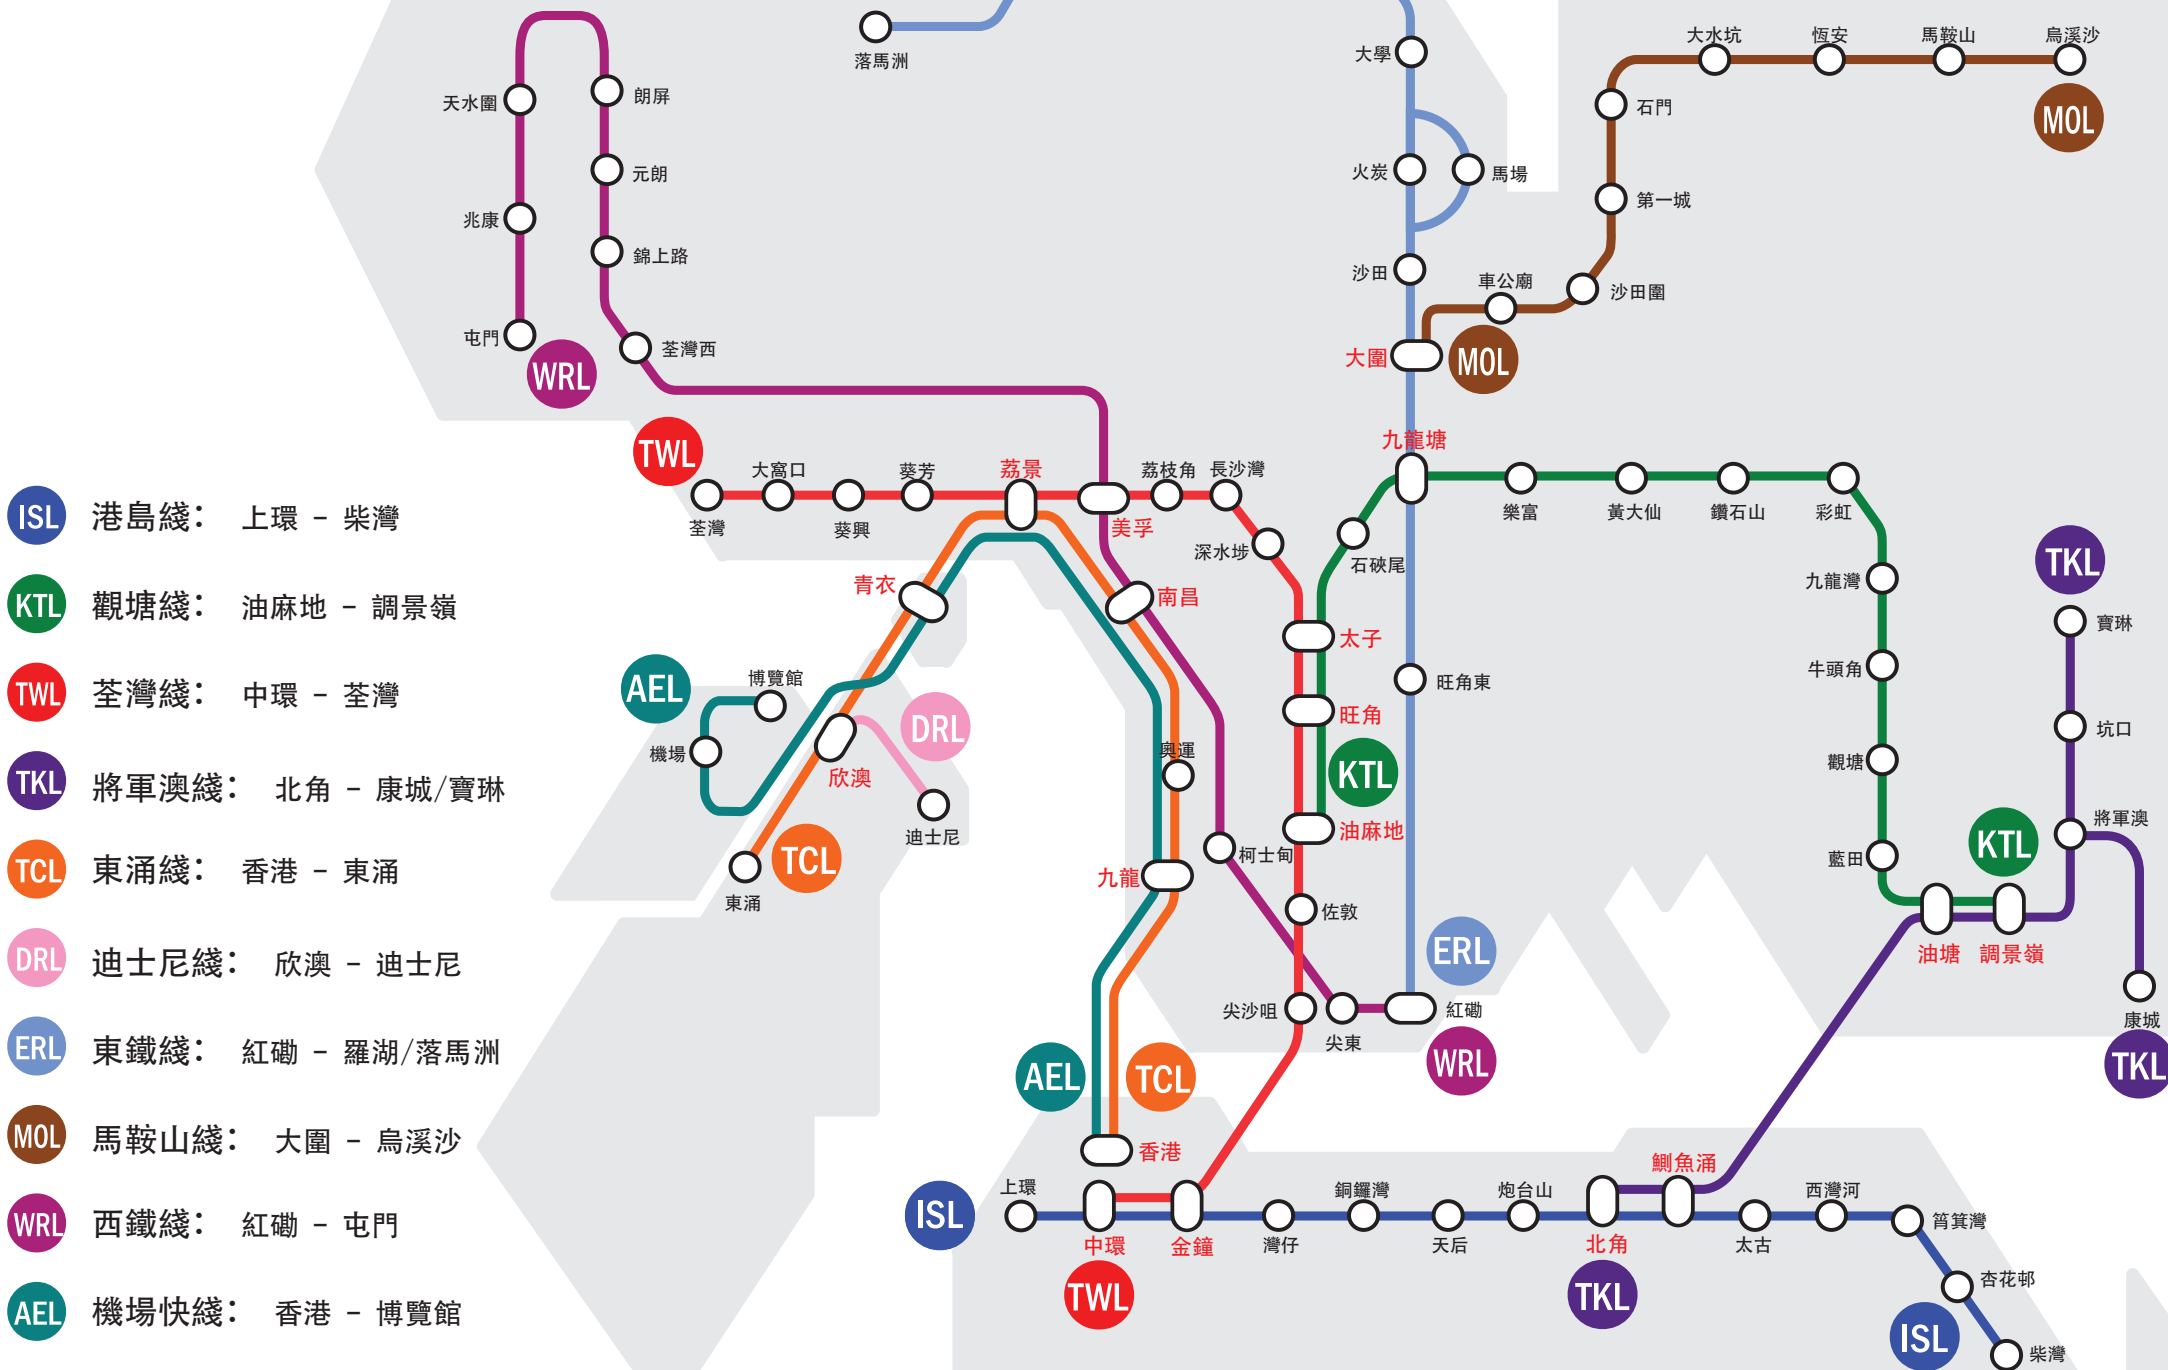 落馬洲
大學
大水坑
恆安
馬鞍山
烏溪沙
MOL
天水圍
朗屏
石門
元朗
火炭
馬場
第一城
兆康
錦上路
沙田
車公廟
沙田圍
屯門
WRL
荃灣西
大圍
MOL
九龍塘
TWL
大窩口
葵芳
荔景
荔枝角
長沙灣
荃灣
葵興
美孚
樂富
黃大仙
鑽石山
彩虹
深水埗
石硤尾
TKL
青衣
南昌
九龍灣
寶琳
太子
AEL
博覽館
旺角東
牛頭角
DRL
旺角
坑口
機場
奧運
觀塘
欣澳
KTL
迪士尼
油麻地
將軍澳
KTL
TCL
柯士甸
藍田
九龍
東涌
佐敦
ERL
油塘
調景嶺
尖沙咀
紅磡
尖東
康城
WRL
TKL
AEL
TCL
香港
鰂魚涌
ISL
上環
銅鑼灣
炮台山
西灣河
筲箕灣
中環
金鐘
灣仔
天后
北角
太古
杏花邨
TWL
TKL
ISL
柴灣
ISL 港島綫： 上環 – 柴灣
KTL 觀塘綫： 油麻地 – 調景嶺
TWL 荃灣綫： 中環 – 荃灣
TKL 將軍澳綫： 北角 – 康城/寶琳
TCL 東涌綫： 香港 – 東涌
DRL 迪士尼綫： 欣澳 – 迪士尼
ERL 東鐵綫： 紅磡 – 羅湖/落馬洲
MOL 馬鞍山綫： 大圍 – 烏溪沙
WRL 西鐵綫： 紅磡 – 屯門
AEL 機場快綫： 香港 – 博覽館